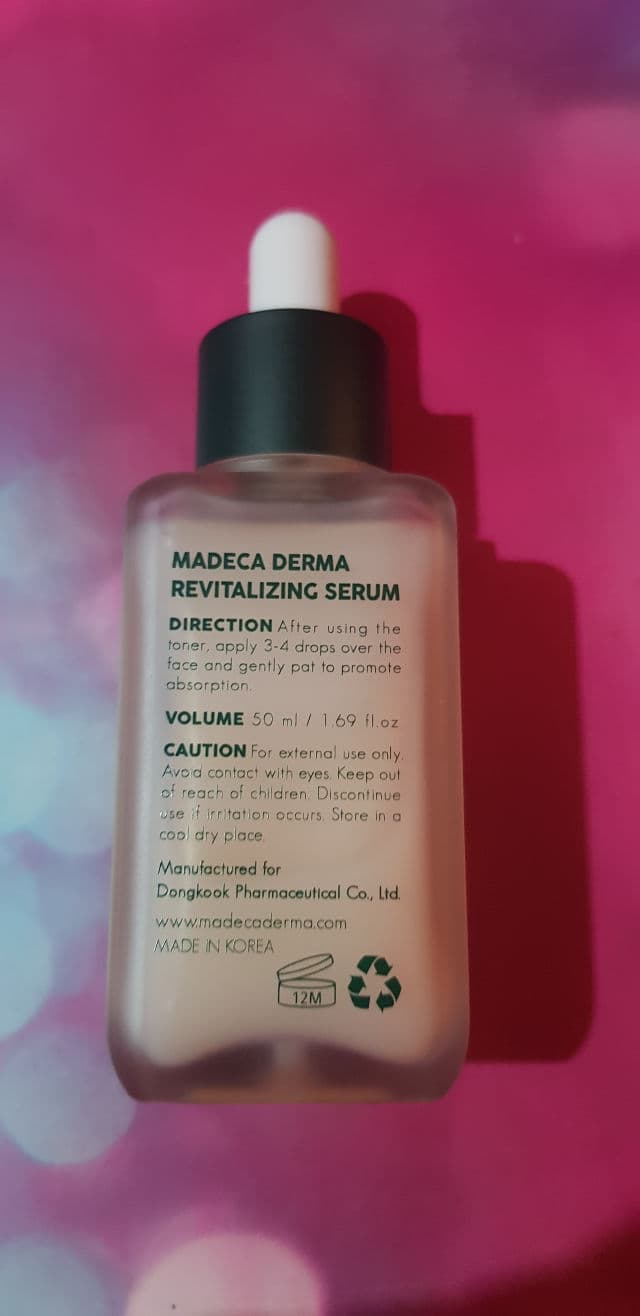 MADECA DERMA
REVITALIZING SERUM
DIRECTION After using the
toner, apply 3-4 drops over the
face and gently pat to promote
absorption.
VOLUME 50 ml / 1.69 fl.oz
CAUTION For external use only.
Avoid contact with eyes. Keep out
of reach of children. Discontinue
use if irritation occurs. Store in a
cool dry place.
Manufactured for
Dongkook Pharmaceutical Co., Ltd.
www.madecaderma.com
MADE IN KOREA
12M